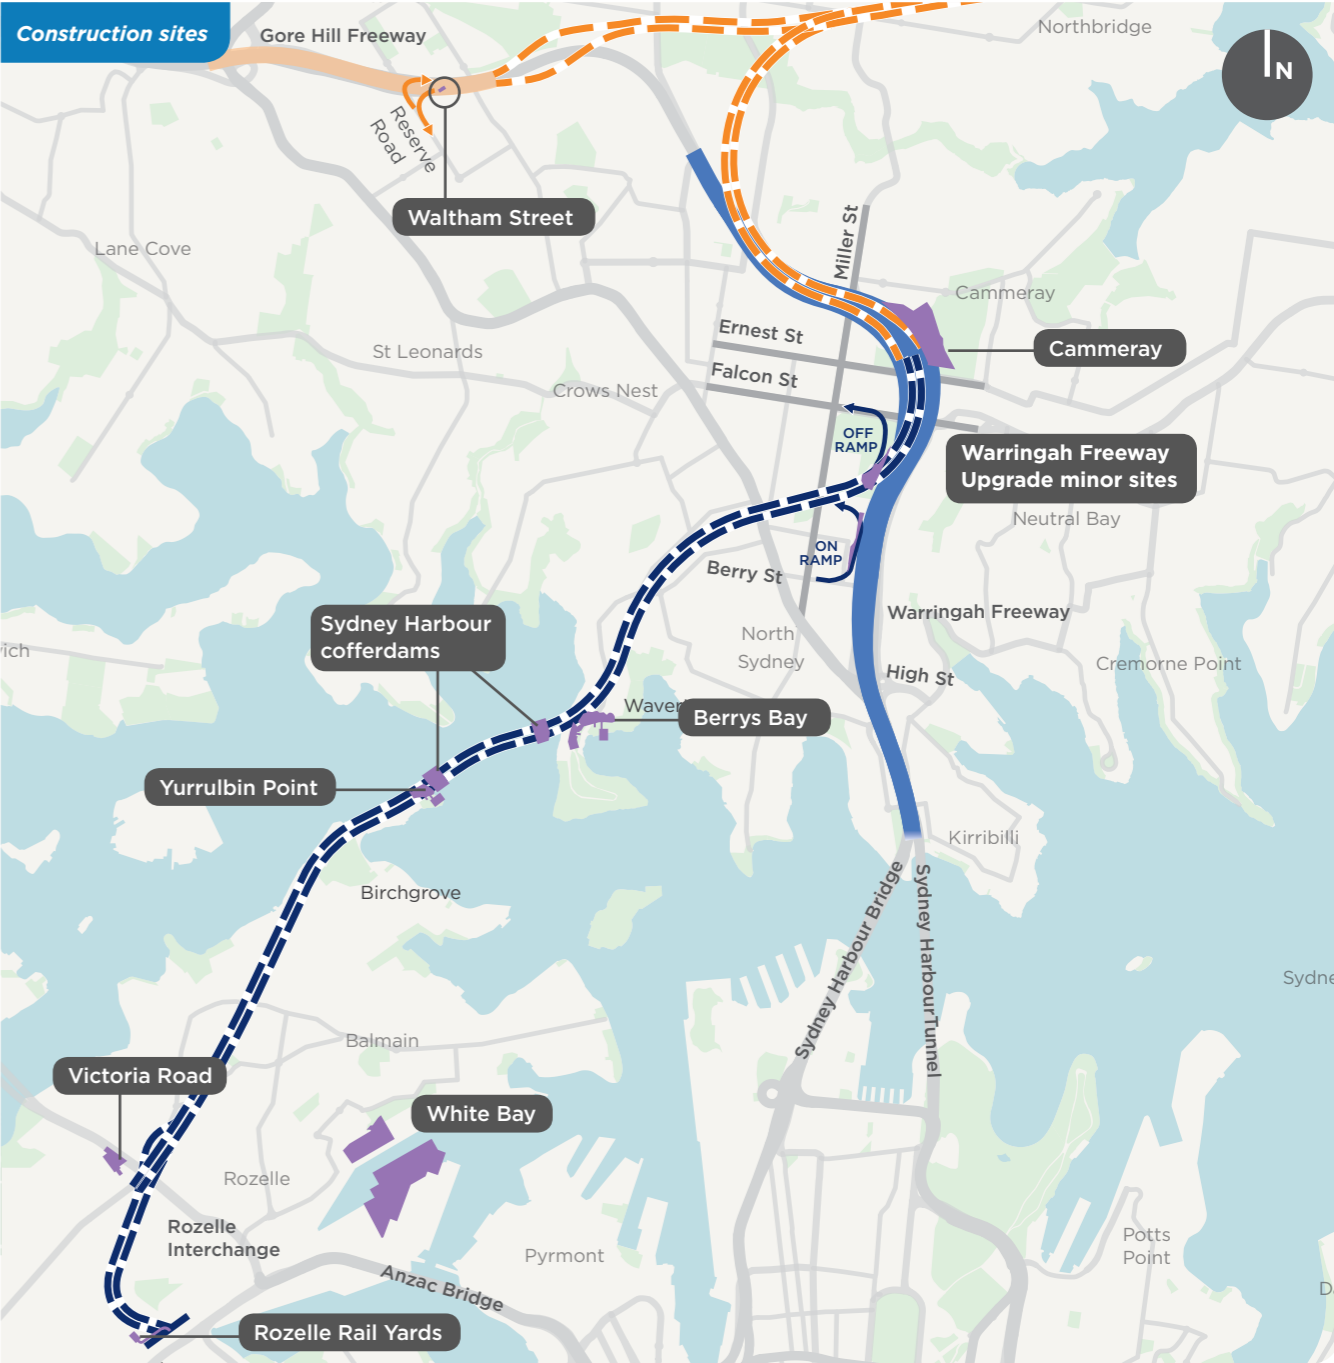 Construction sites
Gore Hill Freeway
Northbridge
N
Reserve
Road
Waltham Street
Miller St
Lane Cove
Cammeray
Ernest St
Cammeray
St Leonards
Falcon St
Crows Nest
OFF
RAMP
Warringah Freeway
Upgrade minor sites
Neutral Bay
ON
RAMP
Berry St
Warringah Freeway
Sydney Harbour
cofferdams
North
Sydney
Cremorne Point
High St
Berrys Bay
Yurrulbin Point
Kirribilli
Birchgrove
Sydney Harbour Bridge
Sydney Harbour Tunnel
Balmain
Victoria Road
White Bay
Rozelle
Rozelle
Interchange
Potts
Point
Pyrmont
Anzac Bridge
Rozelle Rail Yards